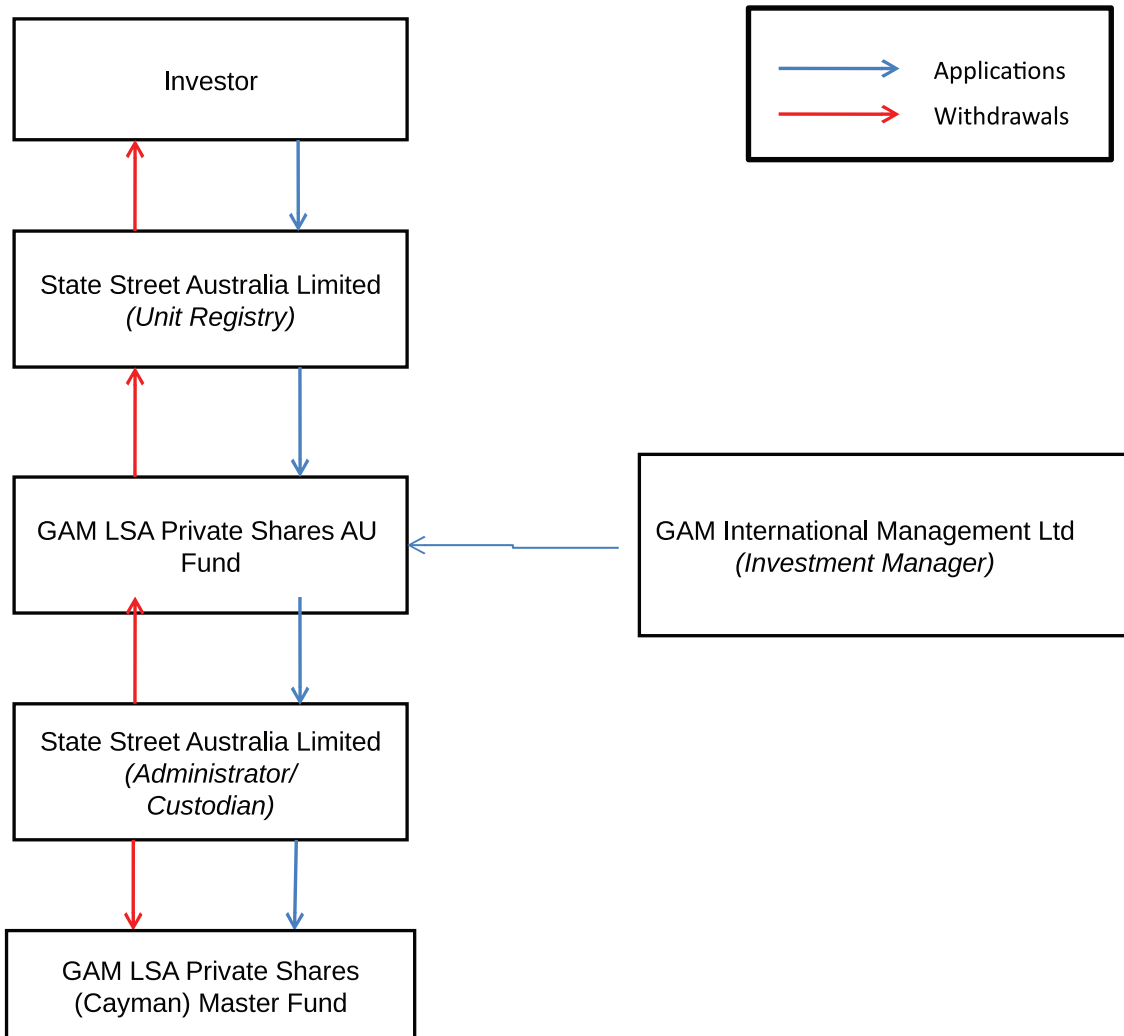 Investor
Applications
Withdrawals
State Street Australia Limited
(Unit Registry)
GAM LSA Private Shares AU
Fund
GAM International Management Ltd
(Investment Manager)
State Street Australia Limited
(Administrator/
Custodian)
GAM LSA Private Shares
(Cayman) Master Fund